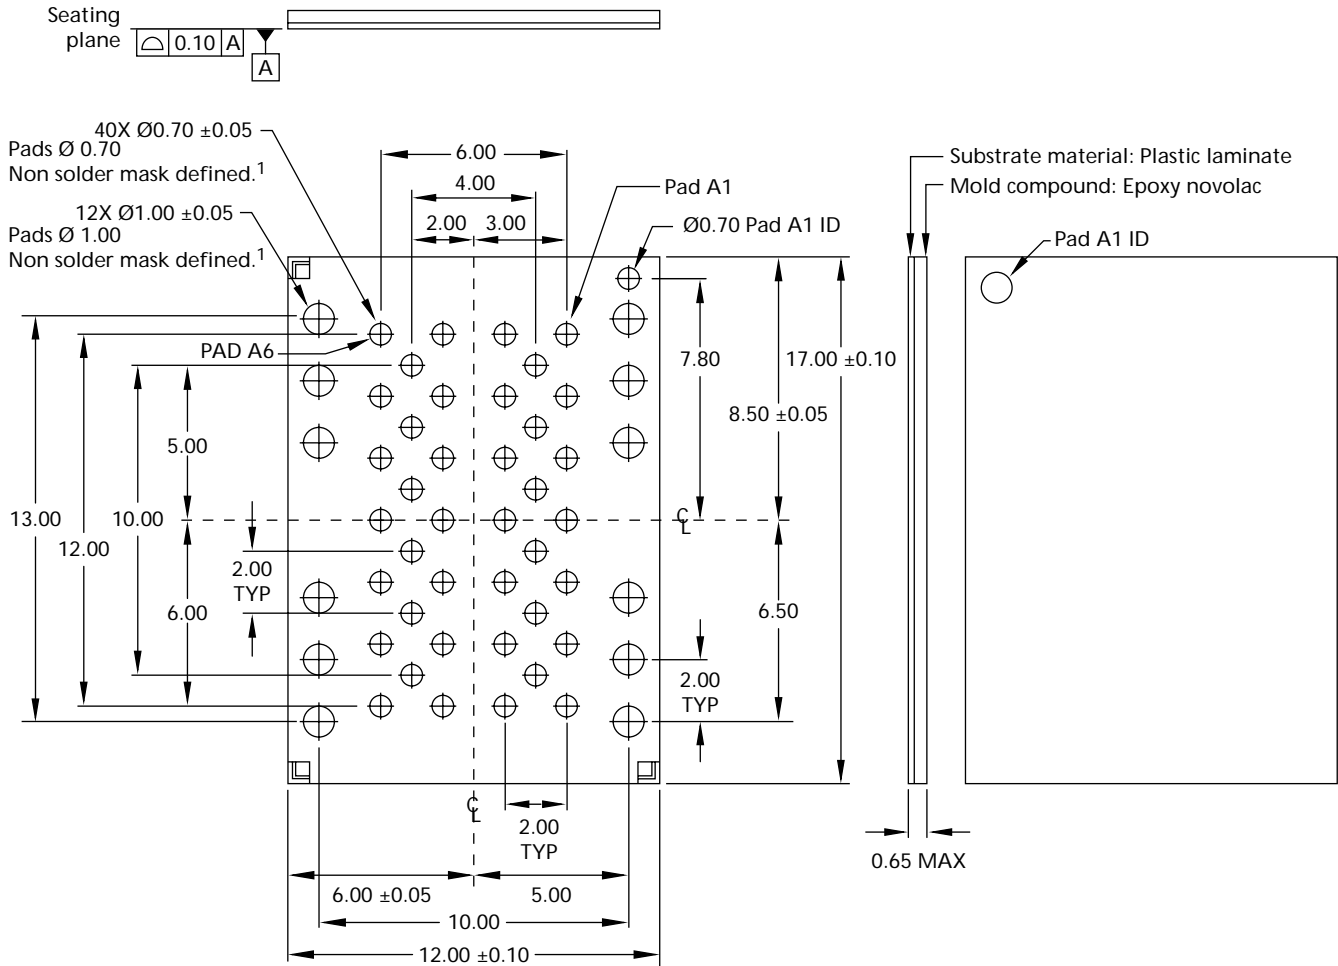 Seating
plane
0.10 A
A
40X Ø0.70 ±0.05
Pads Ø 0.70
Non solder mask defined.1
12X Ø1.00 ±0.05
Pads Ø 1.00
Non solder mask defined.1
6.00
4.00
2.00 3.00
Pad A1
Ø0.70 Pad A1 ID
Substrate material: Plastic laminate
Mold compound: Epoxy novolac
Pad A1 ID
PAD A6
7.80
17.00 ±0.10
8.50 ±0.05
5.00
13.00
10.00
12.00
2.00
TYP
6.00
CL
6.50
2.00
TYP
CL
2.00
TYP
0.65 MAX
6.00 ±0.05
5.00
10.00
12.00 ±0.10